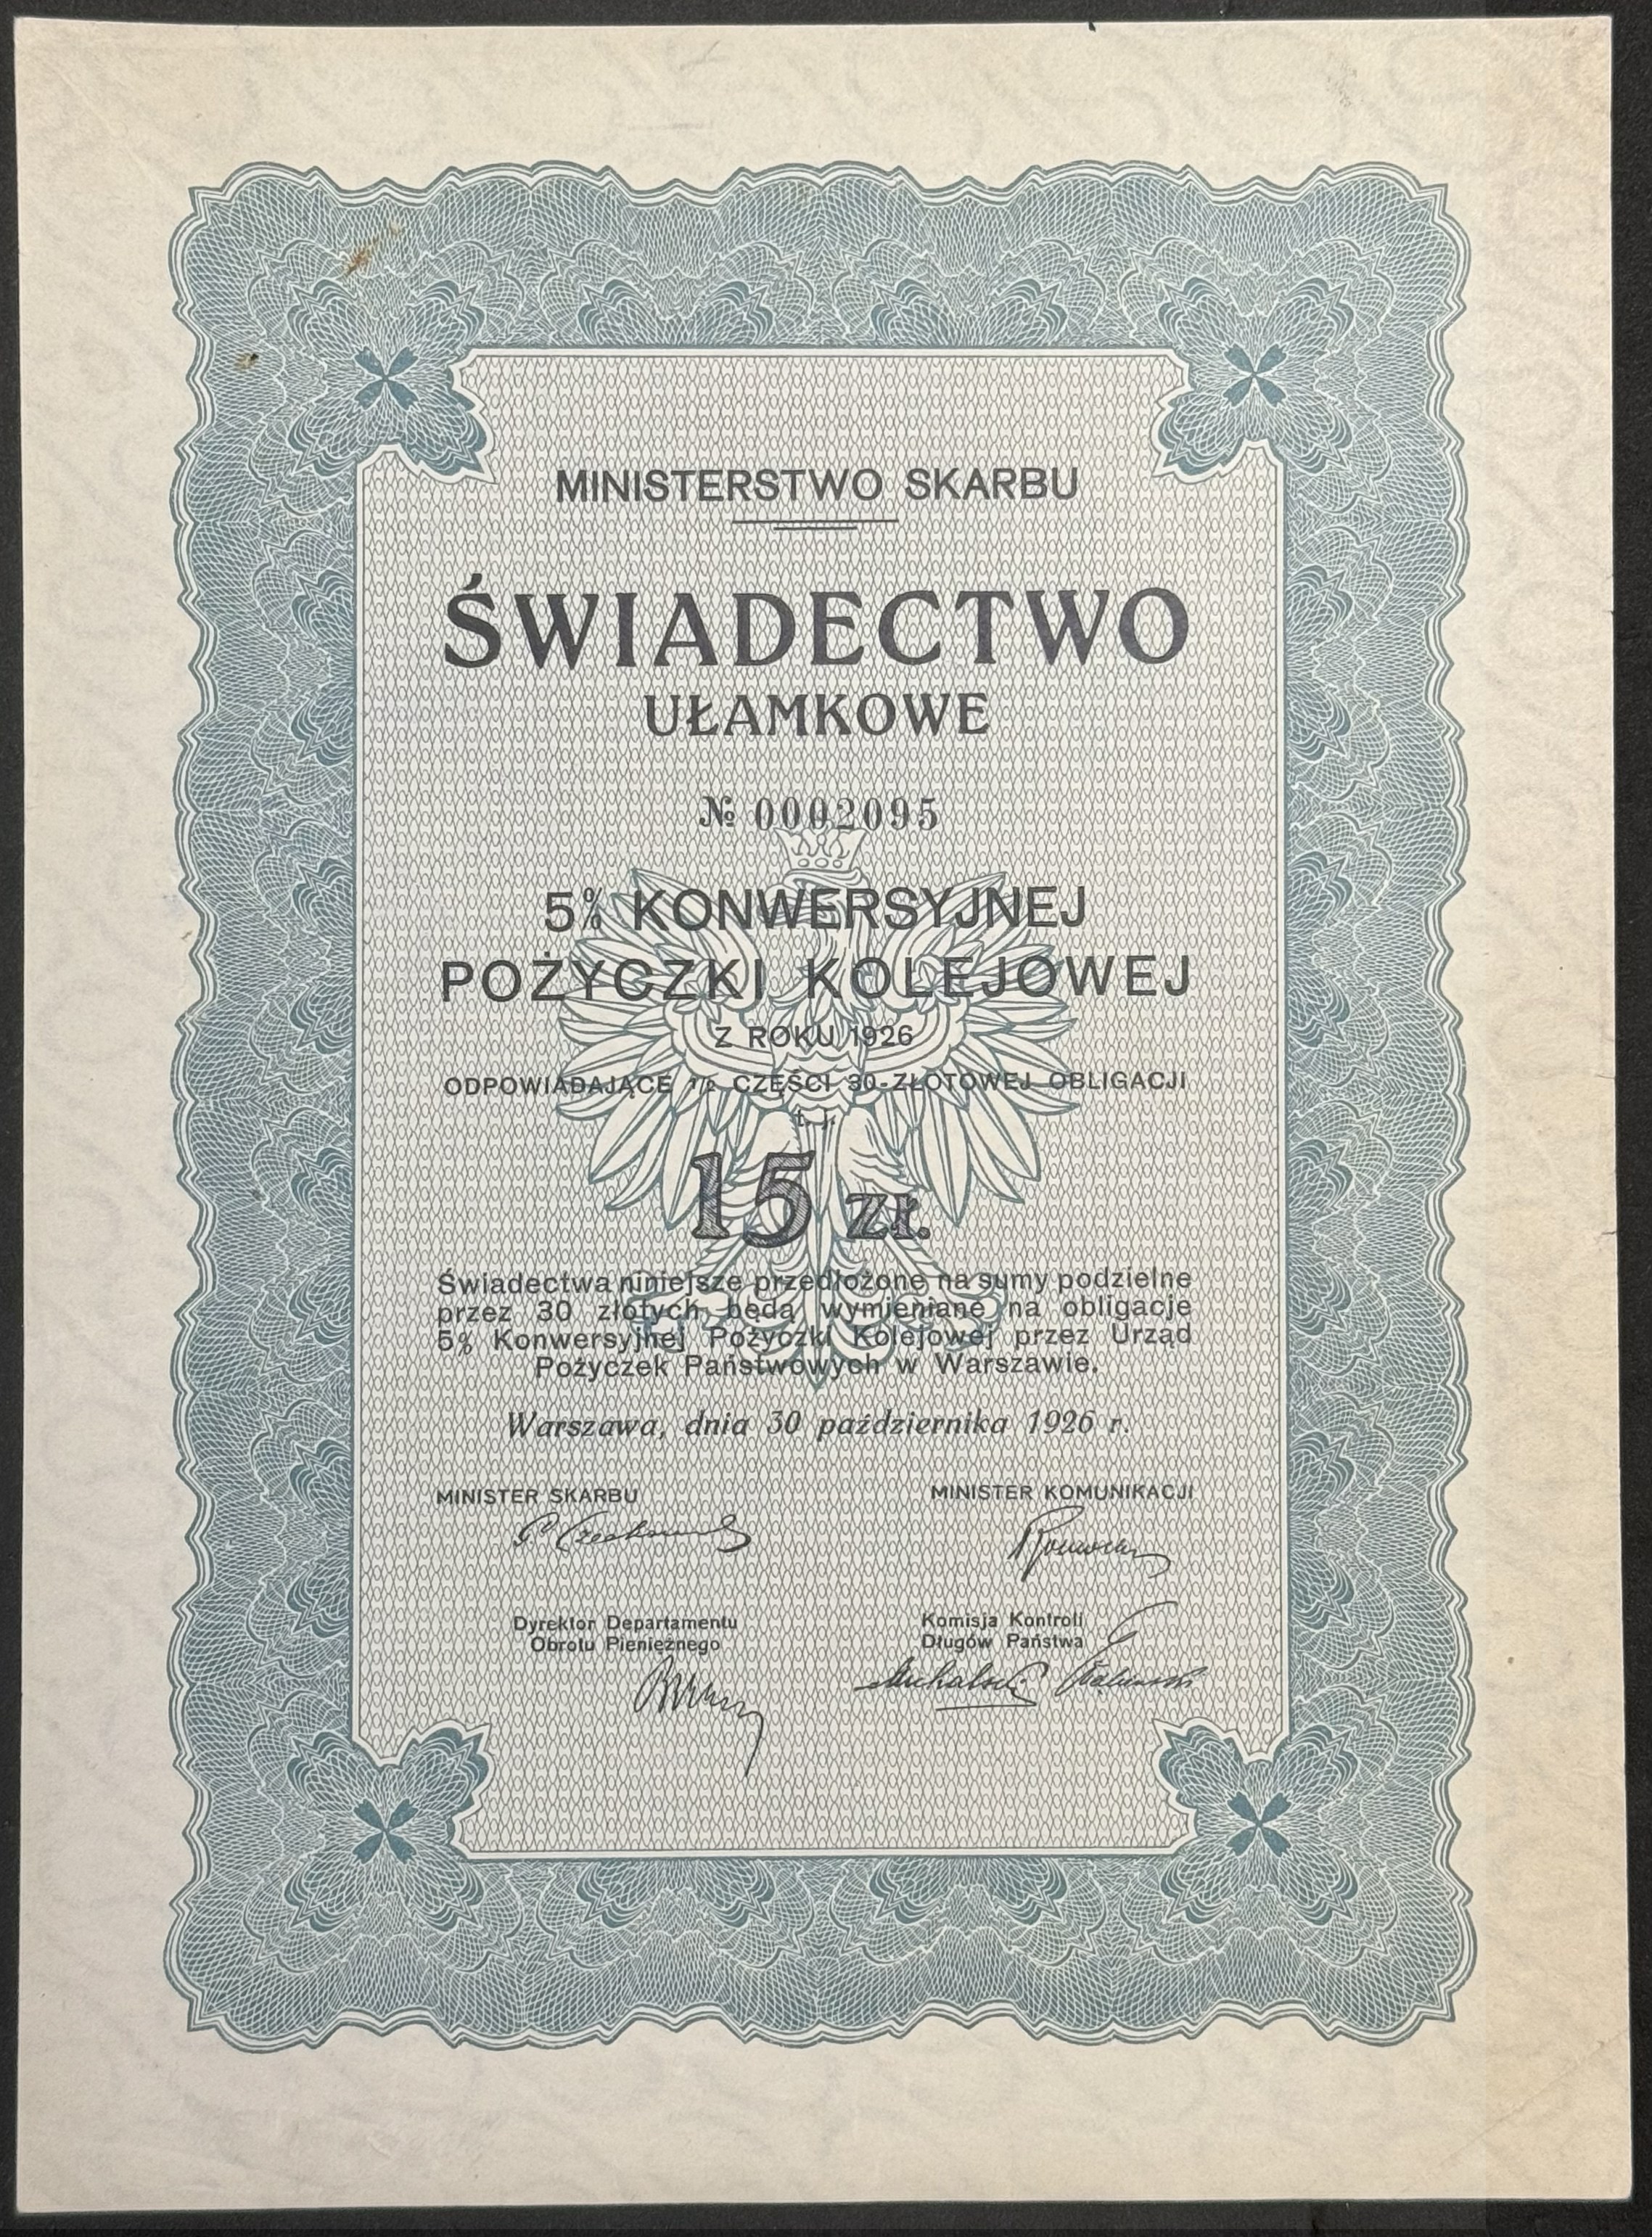 MINISTERSTWO SKARBU
ŚWIADECTWO
UŁAMKOWE
№ 0002095
5% KONWERSYJNEJ
POŻYCZKI KOLEJOWEJ
Z ROKU 1926
ODPOWIADAJĄCE 1/2 CZĘŚCI 30-ZŁOTOWEJ OBLIGACJI
t. j.
15 zł.
Świadectwa niniejsze przedłożone na sumy podzielne
przez 30 złotych będą wymieniane na obligacje
5% Konwersyjnej Pożyczki Kolejowej przez Urząd
Pożyczek Państwowych w Warszawie.
Warszawa, dnia 30 października 1926 r.
MINISTER SKARBU
MINISTER KOMUNIKACJI
Dyrektor Departamentu
Obrotu Pieniężnego
Komisja Kontroli
Długów Państwa